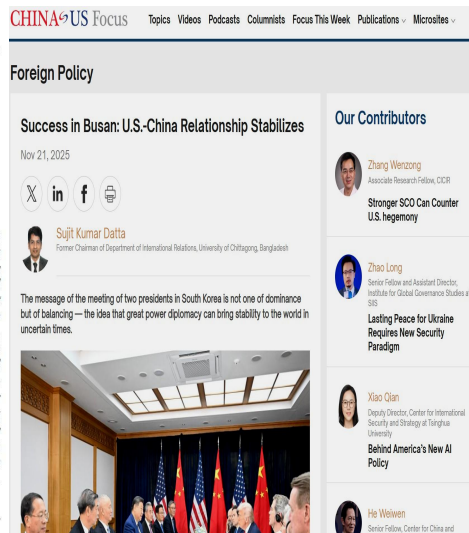 CHINA US Focus
Topics Videos Podcasts Columnists Focus This Week Publications Microsites
Foreign Policy
Success in Busan: U.S.-China Relationship Stabilizes
Nov 21, 2025
X in f
Sujit Kumar Datta
Former Chairman of Department of International Relations, University of Chittagong, Bangladesh
The message of the meeting of two presidents in South Korea is not one of dominance
but of balancing — the idea that great power diplomacy can bring stability to the world in
uncertain times.
Our Contributors
Zhang Wenzong
Associate Research Fellow, CICIR
Stronger SCO Can Counter
U.S. hegemony
Zhao Long
Senior Fellow and Assistant Director,
Institute for Global Governance Studies at
SIIS
Lasting Peace for Ukraine
Requires New Security
Paradigm
Xiao Qian
Deputy Director, Center for International
Security and Strategy at Tsinghua
University
Behind America's New AI
Policy
He Weiwen
Senior Fellow, Center for China and